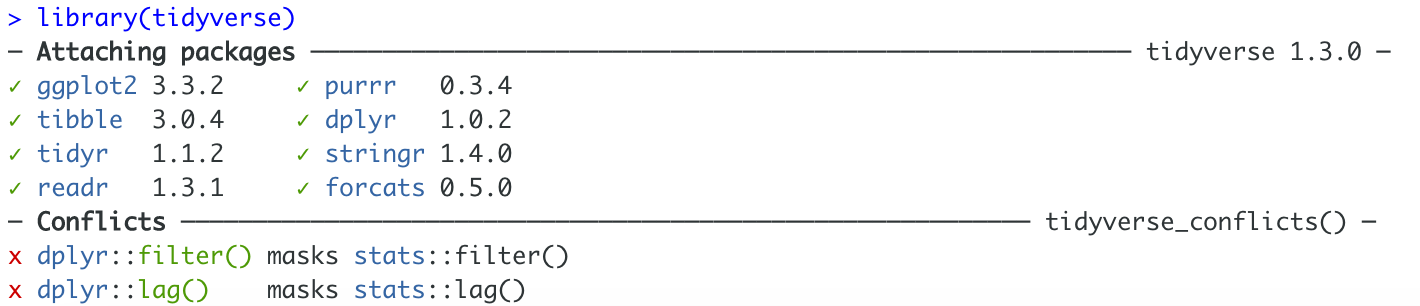 > library(tidyverse)
─ Attaching packages ───────────────────────────────────────────────────────── tidyverse 1.3.0 ─
✓ ggplot2 3.3.2     ✓ purrr   0.3.4
✓ tibble  3.0.4     ✓ dplyr   1.0.2
✓ tidyr   1.1.2     ✓ stringr 1.4.0
✓ readr   1.3.1     ✓ forcats 0.5.0
─ Conflicts ─────────────────────────────────────────────────────────── tidyverse_conflicts() ─
x dplyr::filter() masks stats::filter()
x dplyr::lag()    masks stats::lag()